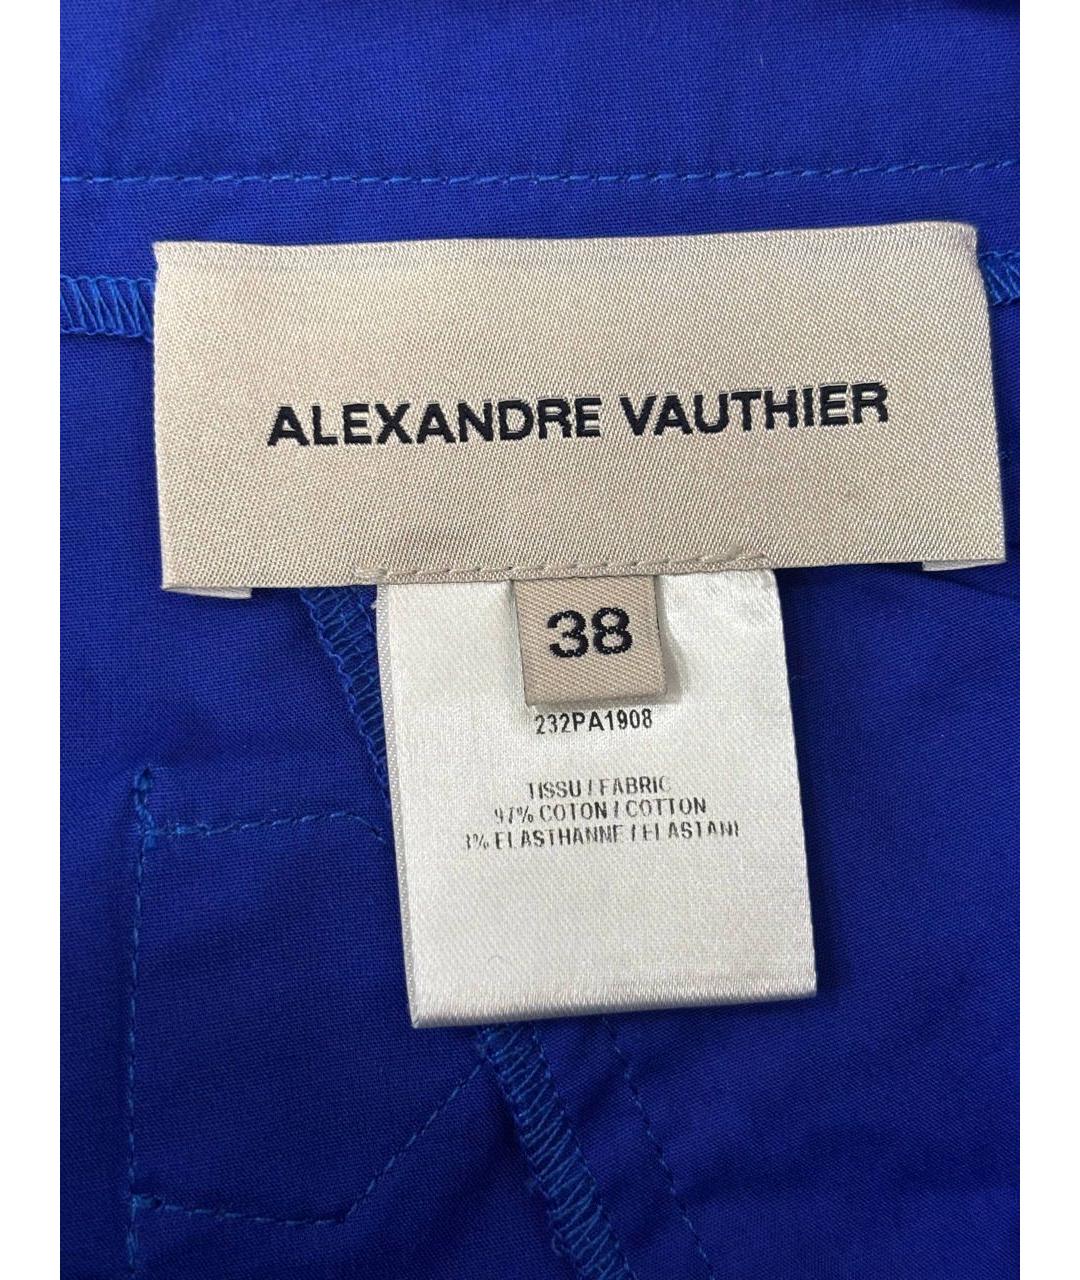 ALEXANDRE VAUTHIER
38
232PA1908
TISSU / FABRIC
97% COTON / COTTON
3% ELASTHANNE / ELASTANE